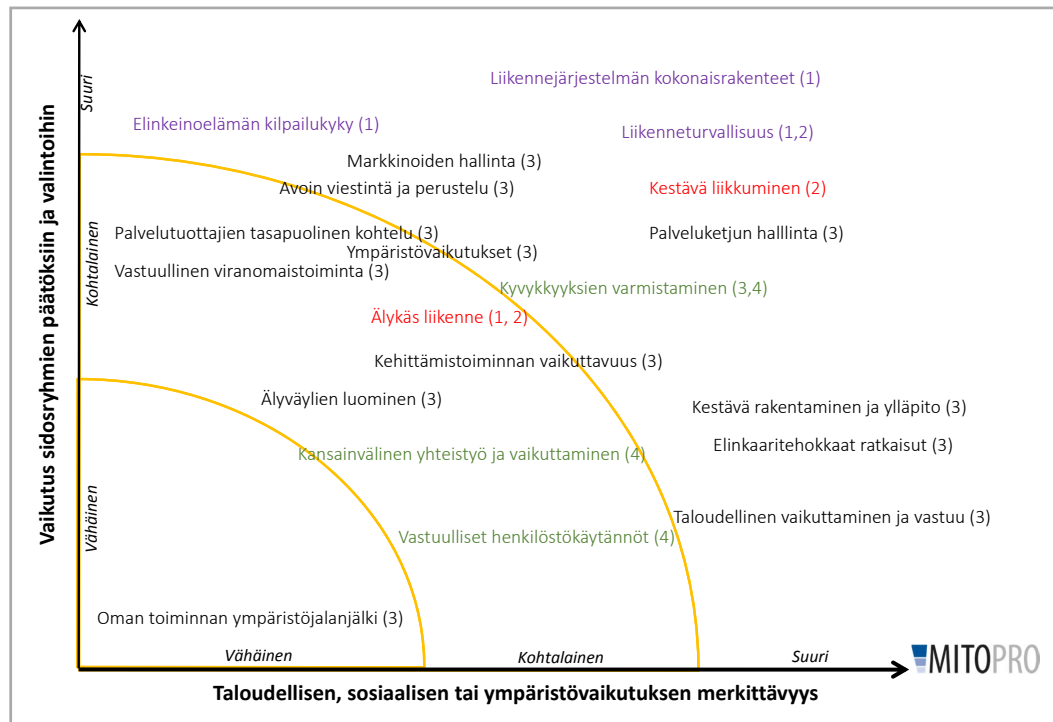 Liikennejärjestelmän kokonaisrakenteet (1)
Suuri
Elinkeinoelämän kilpailukyky (1)
Liikenneturvallisuus (1,2)
Markkinoiden hallinta (3)
Avoin viestintä ja perustelu (3)
Kestävä liikkuminen (2)
Palvelutuottajien tasapuolinen kohtelu (3)
Palveluketjun halllinta (3)
Ympäristövaikutukset (3)
Vastuullinen viranomaistoiminta (3)
Kohtalainen
Kyvykkyyksien varmistaminen (3,4)
Älykäs liikenne (1, 2)
Vaikutus sidosryhmien päätöksiin ja valintoihin
Kehittämistoiminnan vaikuttavuus (3)
Älyväylien luominen (3)
Kestävä rakentaminen ja ylläpito (3)
Elinkaaritehokkaat ratkaisut (3)
Kansainvälinen yhteistyö ja vaikuttaminen (4)
Vähäinen
Taloudellinen vaikuttaminen ja vastuu (3)
Vastuulliset henkilöstökäytännöt (4)
Oman toiminnan ympäristöjalanjälki (3)
Vähäinen
Kohtalainen
Suuri
MITOPRO
Taloudellisen, sosiaalisen tai ympäristövaikutuksen merkittävyys